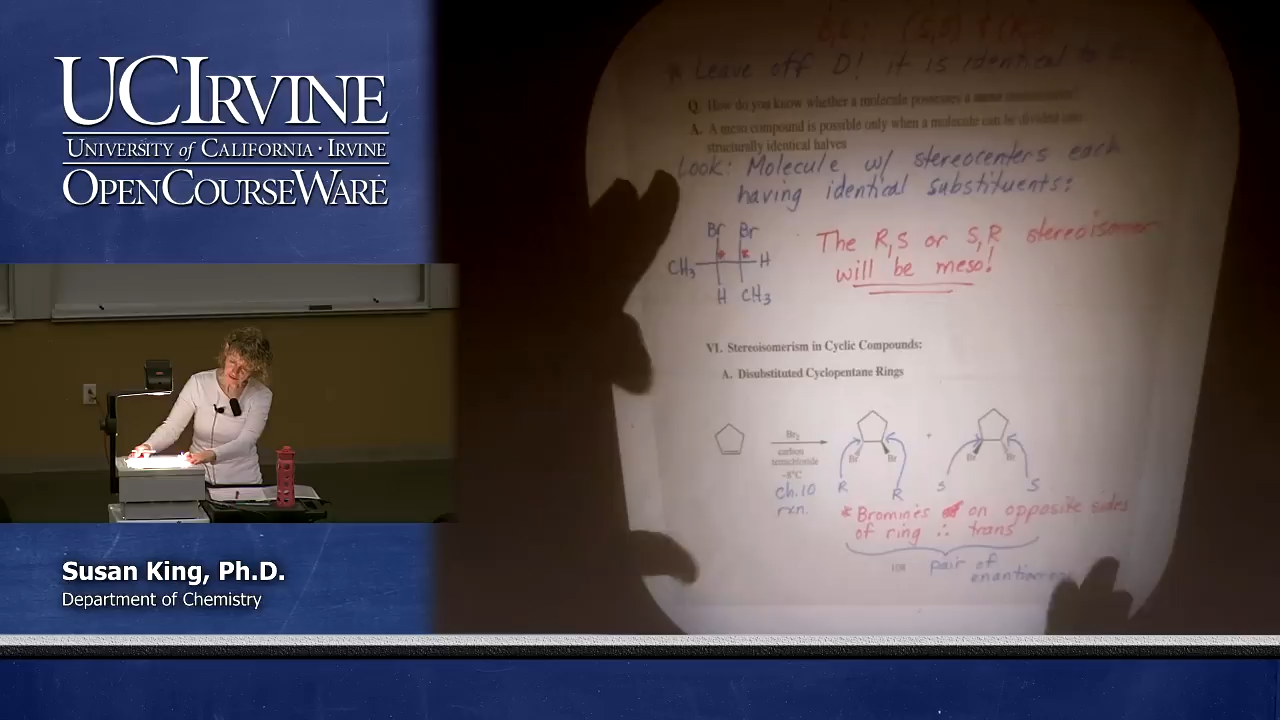 UCIRVINE
UNIVERSITY of CALIFORNIA · IRVINE
OPENCOURSEWARE
Susan King, Ph.D.
Department of Chemistry
* Leave off D! it is identical to
Q. How do you know whether a molecule possesses a meso
A. A meso compound is possible only when a molecule can be divided into
structurally identical halves
Look: Molecule w/ stereocenters each
having identical substituents:
Br Br
CH3 * * H
H CH3
The R,S or S,R stereoisomer
will be meso!
VI. Stereoisomerism in Cyclic Compounds:
A. Disubstituted Cyclopentane Rings
Br2
carbon
tetrachloride
-8°C
Ch.10
rxn.
+
Br Br
Br Br
R R
S S
* Bromines on opposite sides
of ring ∴ trans
108
pair of
enantiomers